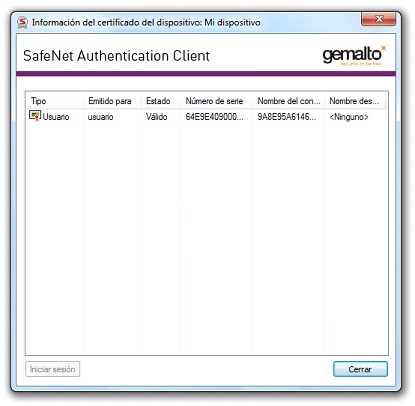 Información del certificado del dispositivo: Mi dispositivo
SafeNet Authentication Client
gemalto
security to be free
Tipo Emitido para Estado Número de serie Nombre del con... Nombre des...
Usuario usuario Válido 64E9E409000... 9A8E95A6146... <Ninguno>
Iniciar sesión Cerrar